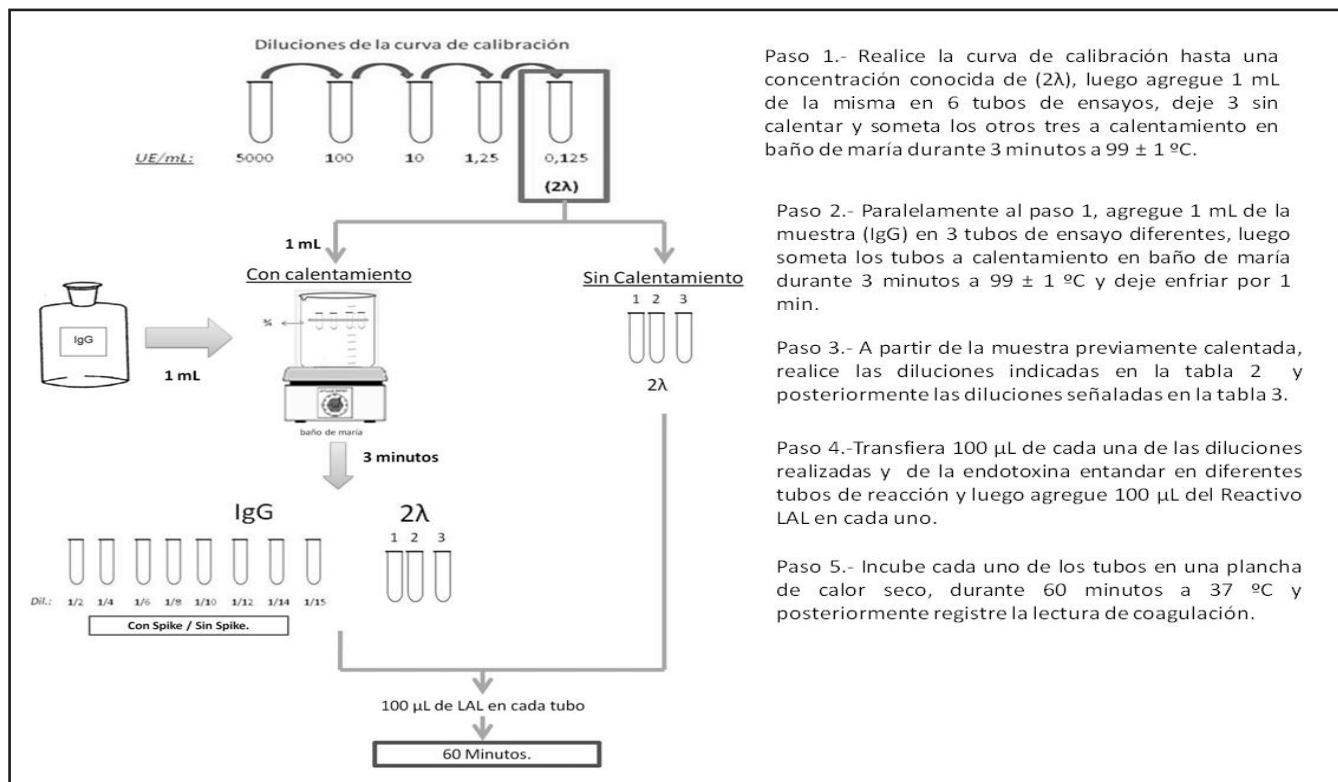 Diluciones de la curva de calibración
UE/mL: 5000 100 10 1,25 0,125
(2λ)
1 mL
Con calentamiento
Sin Calentamiento
1 2 3
2λ
¾
IgG
1 mL
baño de maría
3 minutos
IgG
2λ
1 2 3
Dil.: 1/2 1/4 1/6 1/8 1/10 1/12 1/14 1/15
Con Spike / Sin Spike.
100 µL de LAL en cada tubo
60 Minutos.
Paso 1.- Realice la curva de calibración hasta una
concentración conocida de (2λ), luego agregue 1 mL
de la misma en 6 tubos de ensayos, deje 3 sin
calentar y someta los otros tres a calentamiento en
baño de maría durante 3 minutos a 99 ± 1 ºC.
Paso 2.- Paralelamente al paso 1, agregue 1 mL de la
muestra (IgG) en 3 tubos de ensayo diferentes, luego
someta los tubos a calentamiento en baño de maría
durante 3 minutos a 99 ± 1 ºC y deje enfriar por 1
min.
Paso 3.- A partir de la muestra previamente calentada,
realice las diluciones indicadas en la tabla 2 y
posteriormente las diluciones señaladas en la tabla 3.
Paso 4.-Transfiera 100 µL de cada una de las diluciones
realizadas y de la endotoxina entandar en diferentes
tubos de reacción y luego agregue 100 µL del Reactivo
LAL en cada uno.
Paso 5.- Incube cada uno de los tubos en una plancha
de calor seco, durante 60 minutos a 37 ºC y
posteriormente registre la lectura de coagulación.